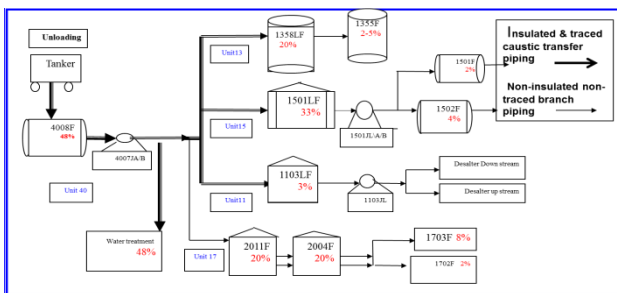 Unloading
Tanker
4008F
48%
4007JA/B
Unit 40
Water treatment
48%
Unit13
1358LF
20%
1355F
2-5%
Unit15
1501LF
33%
1501JL\A/B
1501F
2%
1502F
4%
Unit11
1103LF
3%
1103JL
Desalter Down stream
Desalter up stream
Unit 17
2011F
20%
2004F
20%
1703F 8%
1702F 2%
Insulated & traced
caustic transfer
piping
Non-insulated non-
traced branch
piping